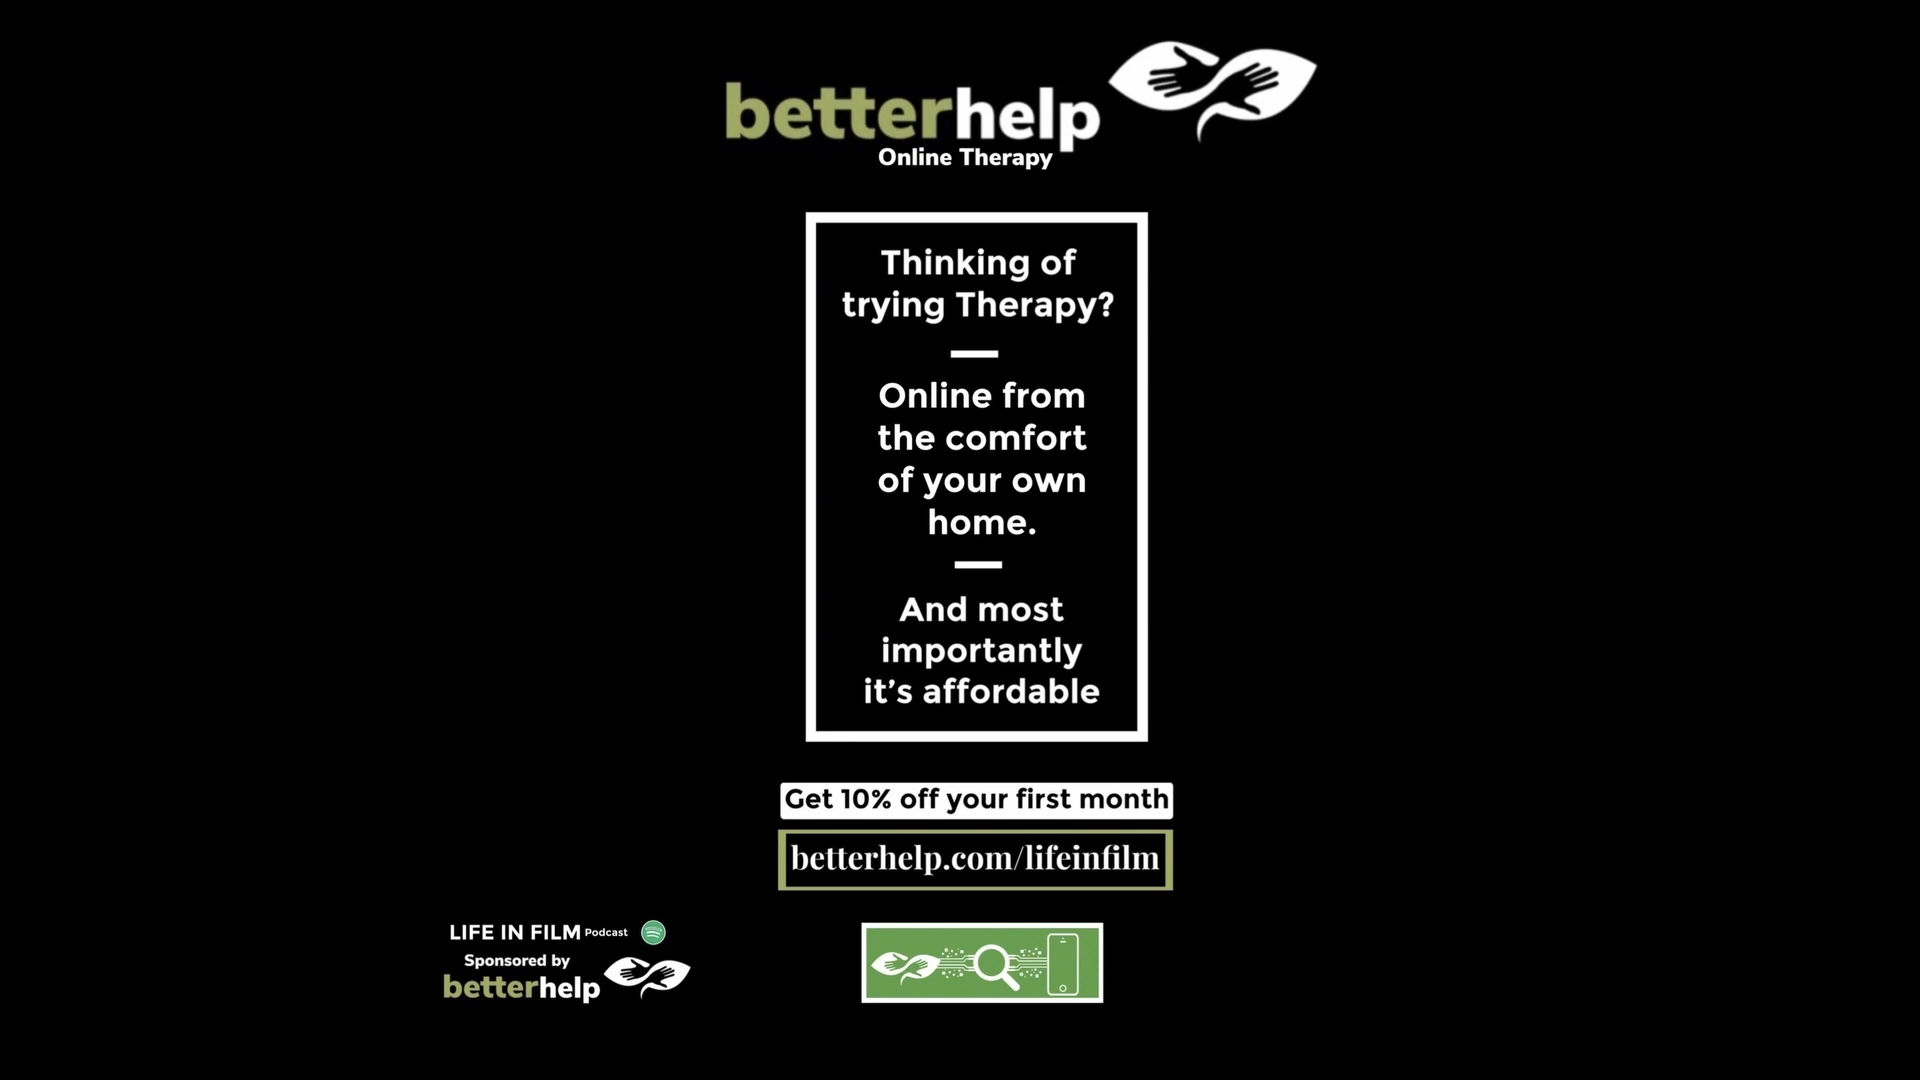 betterhelp
Online Therapy
Thinking of
trying Therapy?
Online from
the comfort
of your own
home.
And most
importantly
it's affordable
Get 10% off your first month
betterhelp.com/lifeinfilm
LIFE IN FILM Podcast
Sponsored by
betterhelp